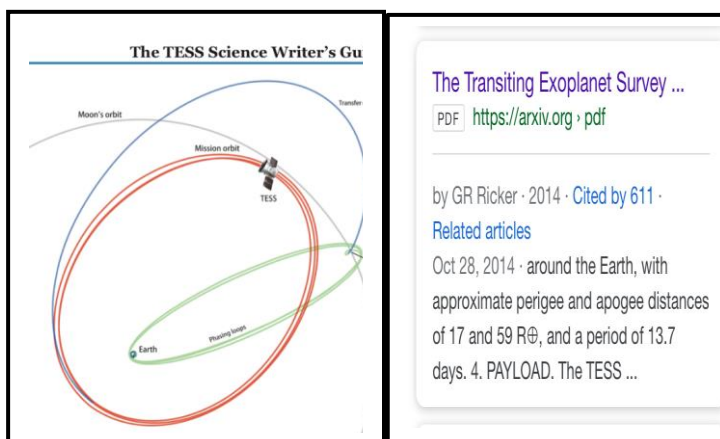 The TESS Science Writer's Gu
Transfer
Moon's orbit
Mission orbit
TESS
Phasing loops
Earth
The Transiting Exoplanet Survey ...
PDF https://arxiv.org › pdf
by GR Ricker · 2014 · Cited by 611 ·
Related articles
Oct 28, 2014 · around the Earth, with
approximate perigee and apogee distances
of 17 and 59 R⊕, and a period of 13.7
days. 4. PAYLOAD. The TESS ...